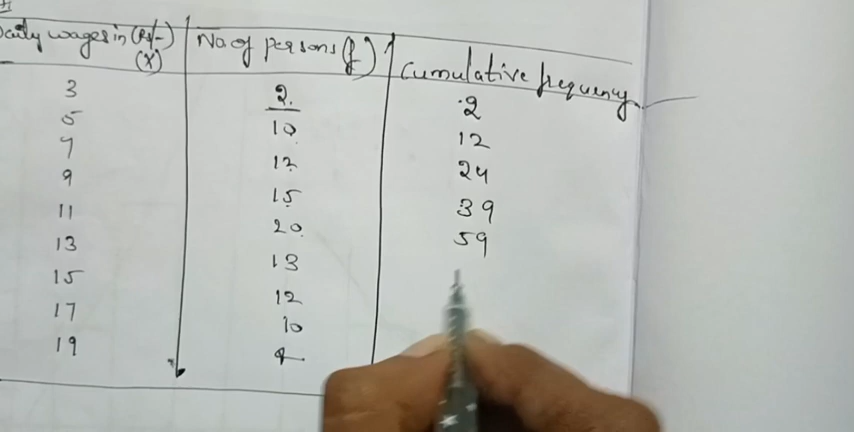 Daily wages in (Rs/-) No of persons (f) Cumulative frequency
(X)
3 2 2
5 10 12
7 12 24
9 15 39
11 20 59
13 13
15 12
17 10
19